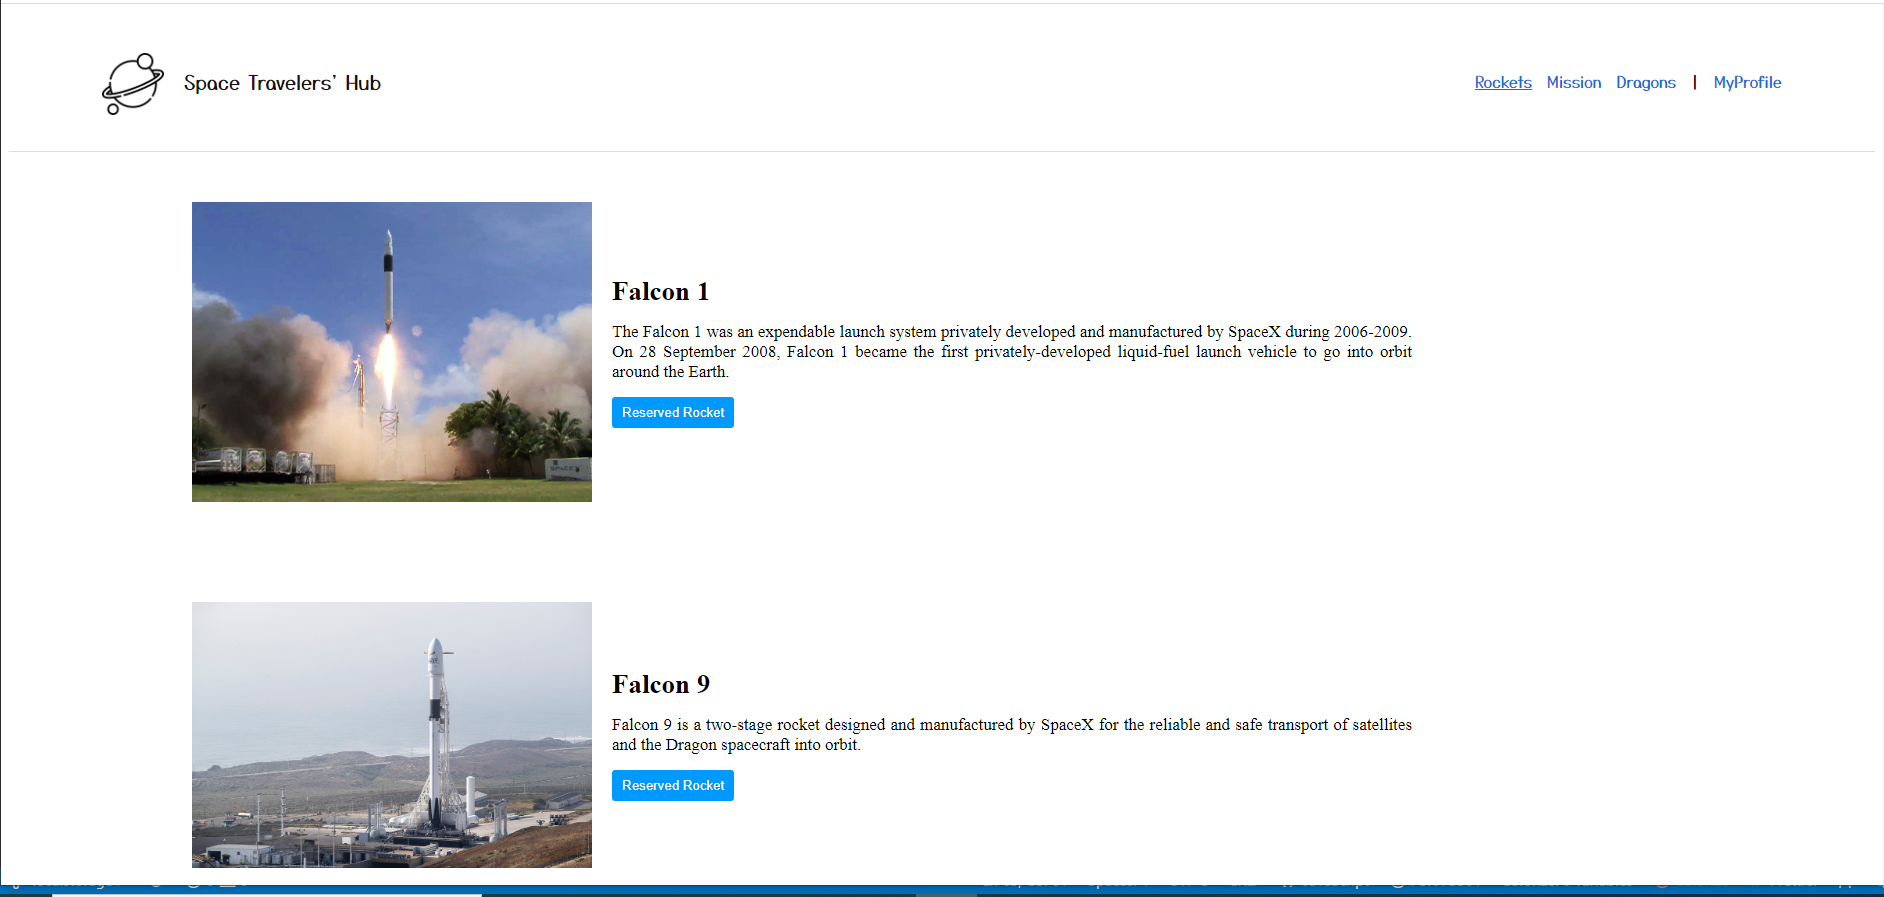 Space Travelers' Hub
Rockets Mission Dragons | MyProfile
SPACEX
Falcon 1
The Falcon 1 was an expendable launch system privately developed and manufactured by SpaceX during 2006-2009.
On 28 September 2008, Falcon 1 became the first privately-developed liquid-fuel launch vehicle to go into orbit
around the Earth.
Reserved Rocket
Falcon 9
Falcon 9 is a two-stage rocket designed and manufactured by SpaceX for the reliable and safe transport of satellites
and the Dragon spacecraft into orbit.
Reserved Rocket